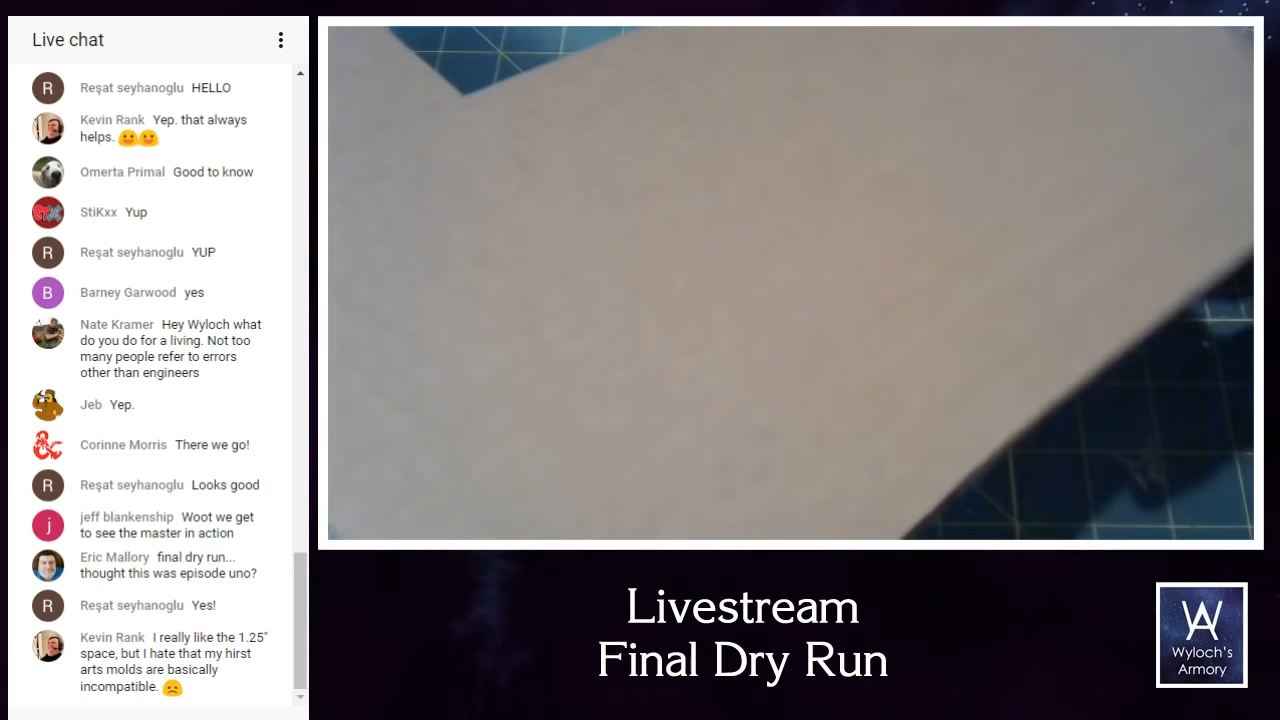 Live chat
Reşat seyhanoglu HELLO
Kevin Rank Yep. that always
helps.
Omerta Primal Good to know
StiKxx Yup
Reşat seyhanoglu YUP
B
Barney Garwood yes
Nate Kramer Hey Wyloch what
do you do for a living. Not too
many people refer to errors
other than engineers
Jeb Yep.
Corinne Morris There we go!
R
Reşat seyhanoglu Looks good
j
jeff blankenship Woot we get
to see the master in action
Eric Mallory final dry run...
thought this was episode uno?
R
Reşat seyhanoglu Yes!
Kevin Rank I really like the 1.25"
space, but I hate that my hirst
arts molds are basically
incompatible.
Livestream
Final Dry Run
WA
Wyloch's
Armory